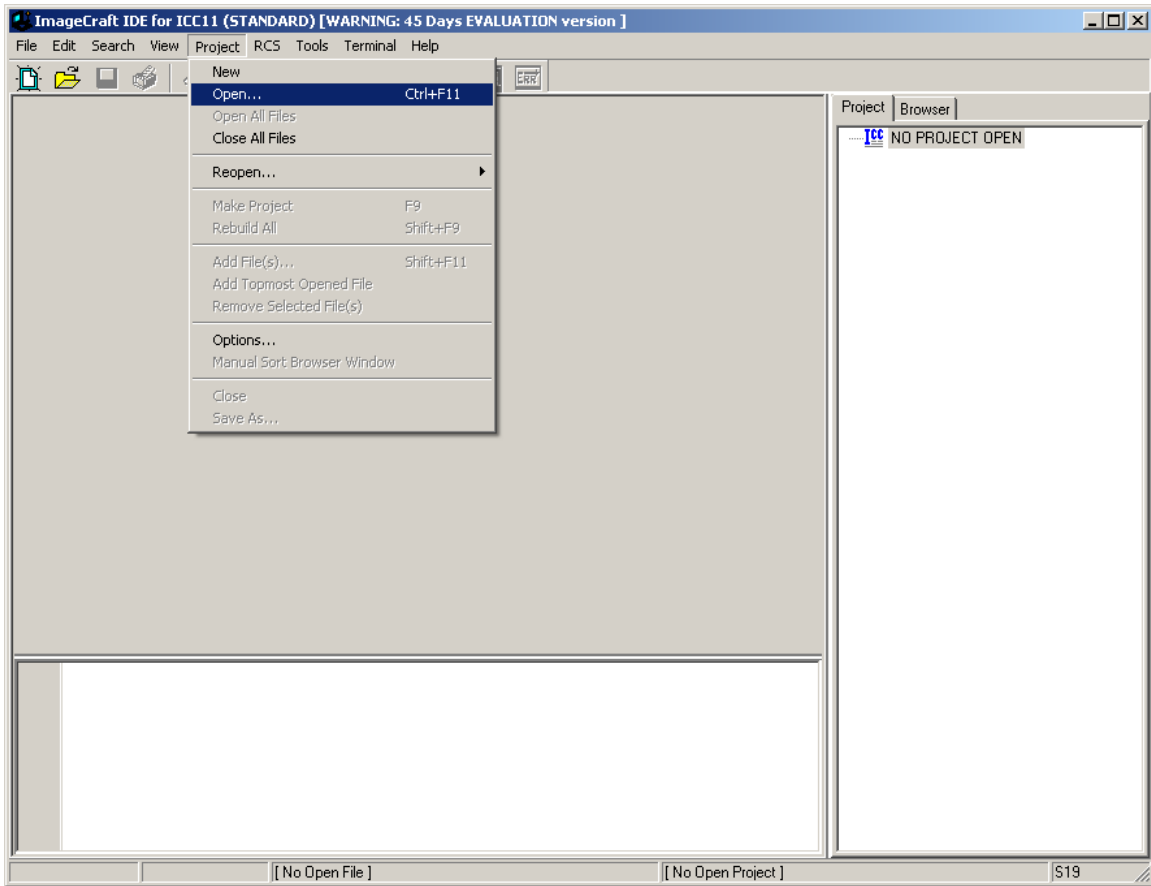 ImageCraft IDE for ICC11 (STANDARD) [WARNING: 45 Days EVALUATION version ]
File Edit Search View Project RCS Tools Terminal Help
ERR
New
Open... Ctrl+F11
Open All Files
Close All Files
Reopen...
Make Project F9
Rebuild All Shift+F9
Add File(s)... Shift+F11
Add Topmost Opened File
Remove Selected File(s)
Options...
Manual Sort Browser Window
Close
Save As...
Project Browser
ICC NO PROJECT OPEN
[ No Open File ] [ No Open Project ] S19